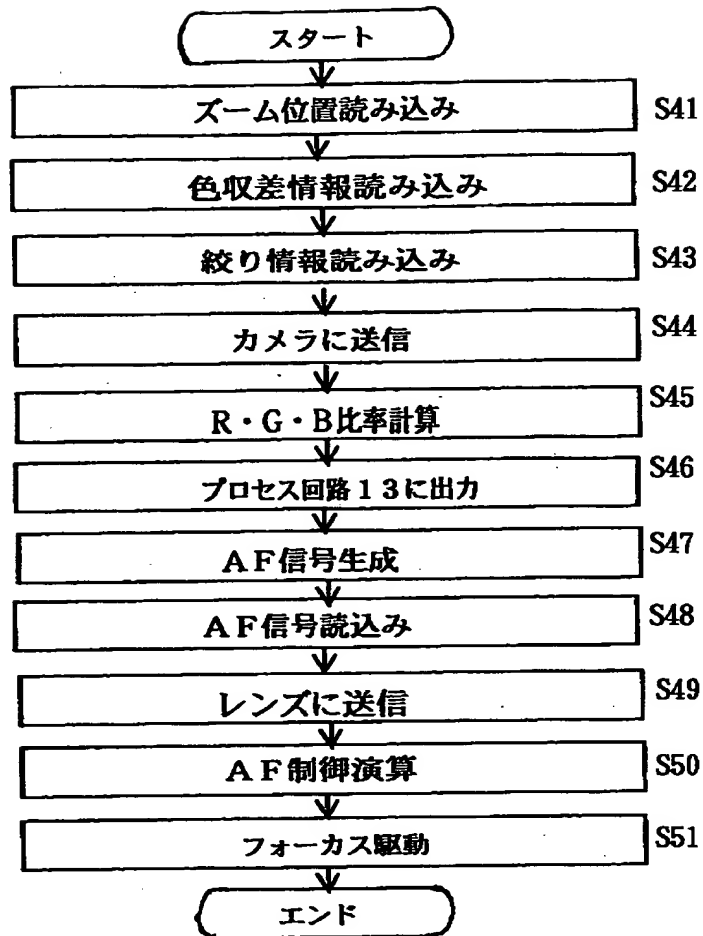 スタート
ズーム位置読み込み S41
色収差情報読み込み S42
絞り情報読み込み S43
カメラに送信 S44
R・G・B比率計算 S45
プロセス回路13に出力 S46
AF信号生成 S47
AF信号読込み S48
レンズに送信 S49
AF制御演算 S50
フォーカス駆動 S51
エンド